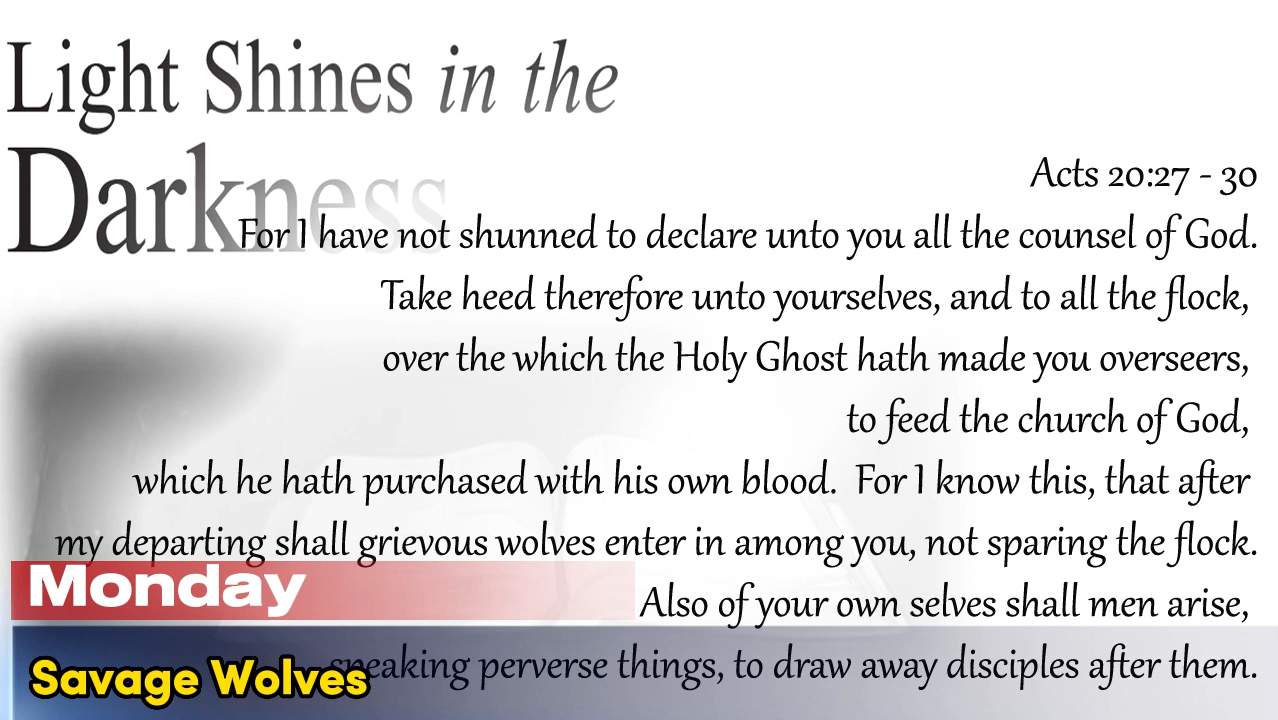 Light Shines in the
Darkness
Acts 20:27 - 30
For I have not shunned to declare unto you all the counsel of God.
Take heed therefore unto yourselves, and to all the flock,
over the which the Holy Ghost hath made you overseers,
to feed the church of God,
which he hath purchased with his own blood.  For I know this, that after
my departing shall grievous wolves enter in among you, not sparing the flock.
Also of your own selves shall men arise,
speaking perverse things, to draw away disciples after them.
Monday
Savage Wolves